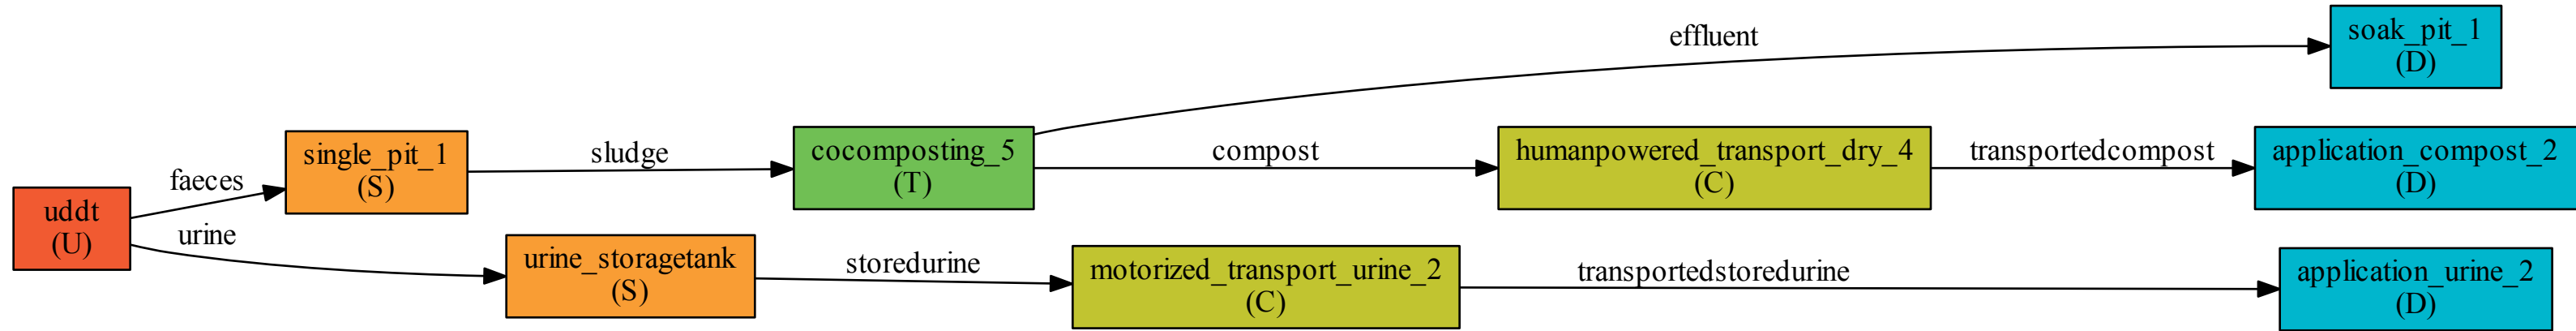 effluent
soak_pit_1
(D)
faeces
single_pit_1
(S)
sludge
cocomposting_5
(T)
compost
humanpowered_transport_dry_4
(C)
transportedcompost
application_compost_2
(D)
uddt
(U)
urine
urine_storagetank
(S)
storedurine
motorized_transport_urine_2
(C)
transportedstoredurine
application_urine_2
(D)